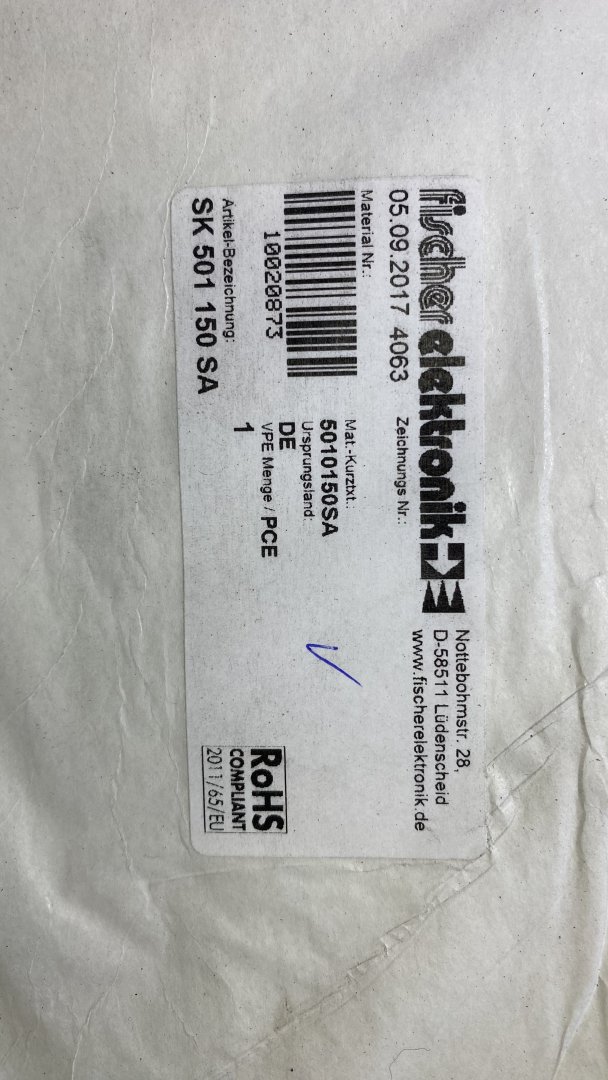 fischer elektronik
Nottebohmstr. 28,
D-58511 Lüdenscheid
www.fischerelektronik.de
05.09.2017 4063
Zeichnungs Nr.:
Material Nr.:
10020873
Mat.-Kurztxt.:
5010150SA
Ursprungsland:
DE
VPE Menge / PCE
1
Artikel-Bezeichnung:
SK 501 150 SA
RoHS
COMPLIANT
2011/65/EU